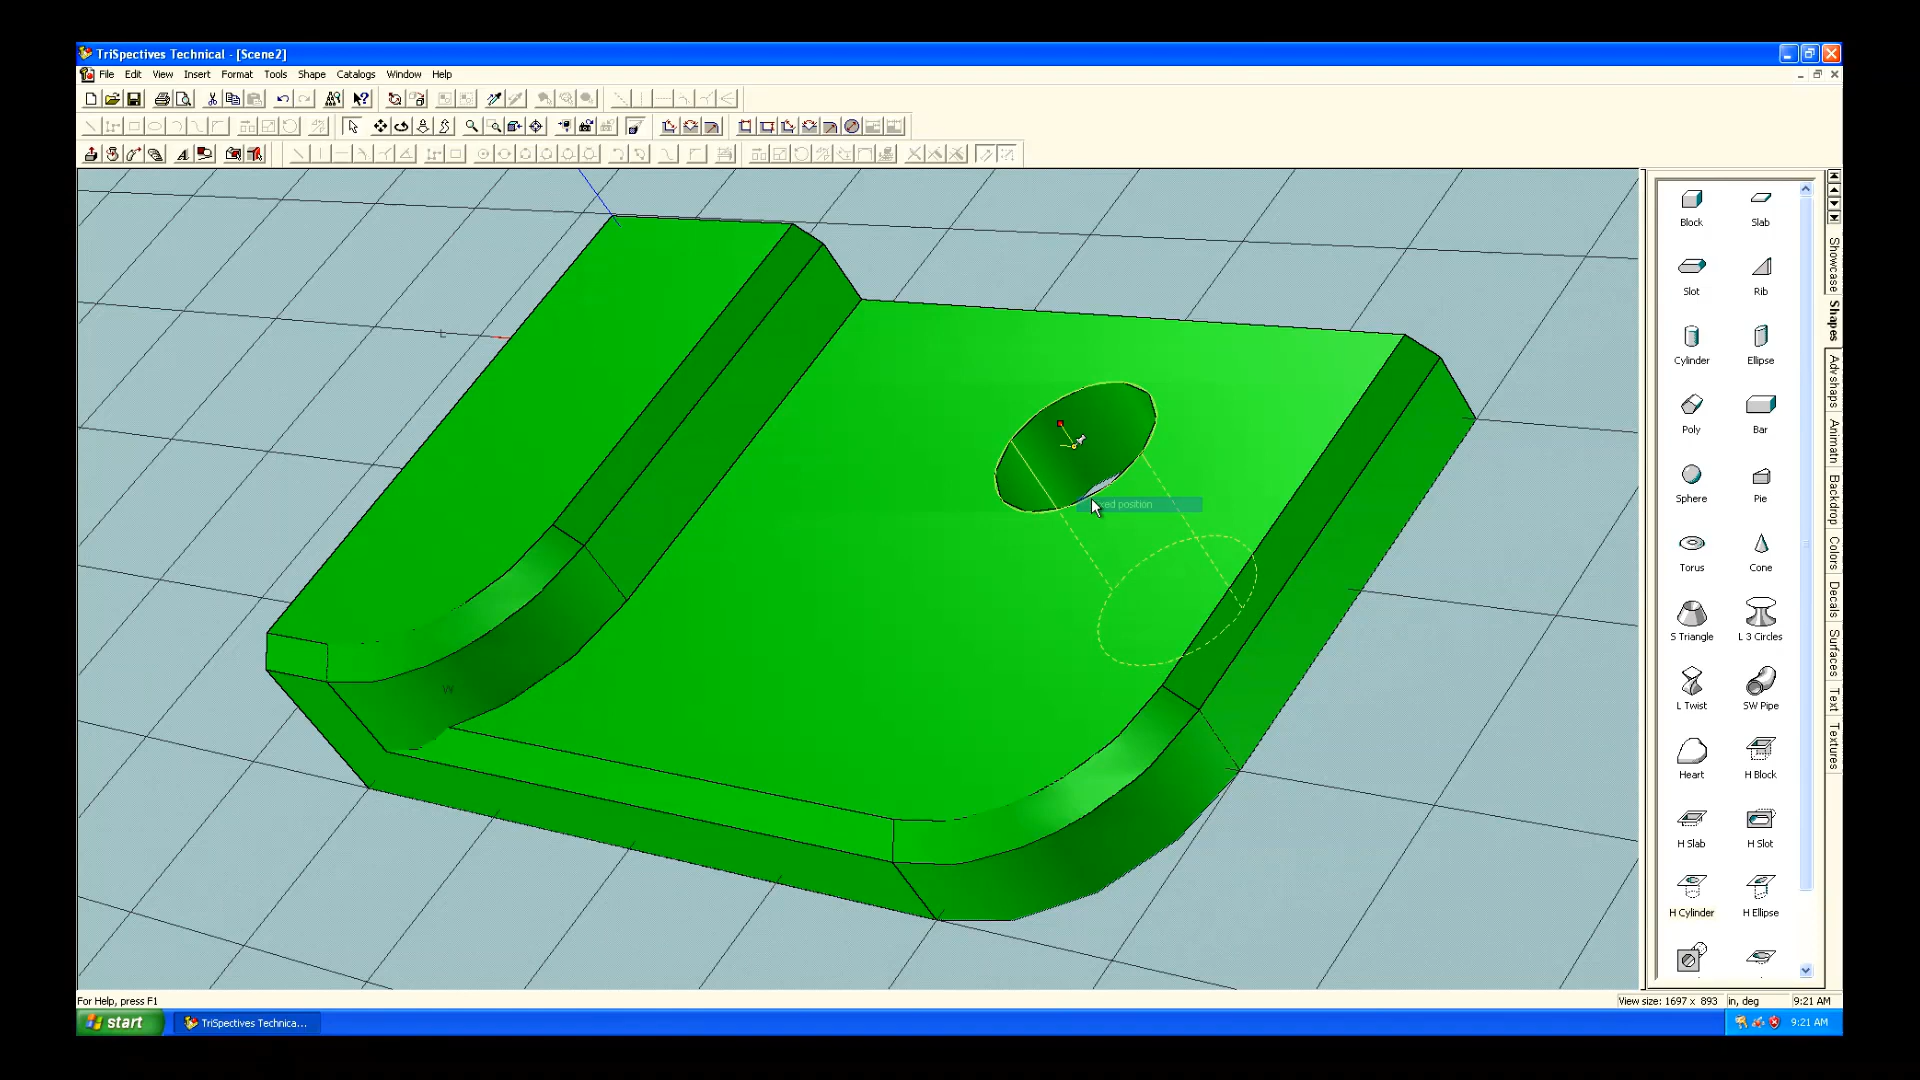 TriSpectives Technical - [Scene2]
File Edit View Insert Format Tools Shape Catalogs Window Help
L
W
Fixed position
Block Slab
Slot Rib
Cylinder Ellipse
Poly Bar
Sphere Pie
Torus Cone
S Triangle L 3 Circles
L Twist SW Pipe
Heart H Block
H Slab H Slot
H Cylinder H Ellipse
Showcase
Shapes
Advshaps
Animatn
Backdrop
Colors
Decals
Surfaces
Text
Textures
For Help, press F1
View size: 1697 x 893 in, deg 9:21 AM
start TriSpectives Technica... 9:21 AM